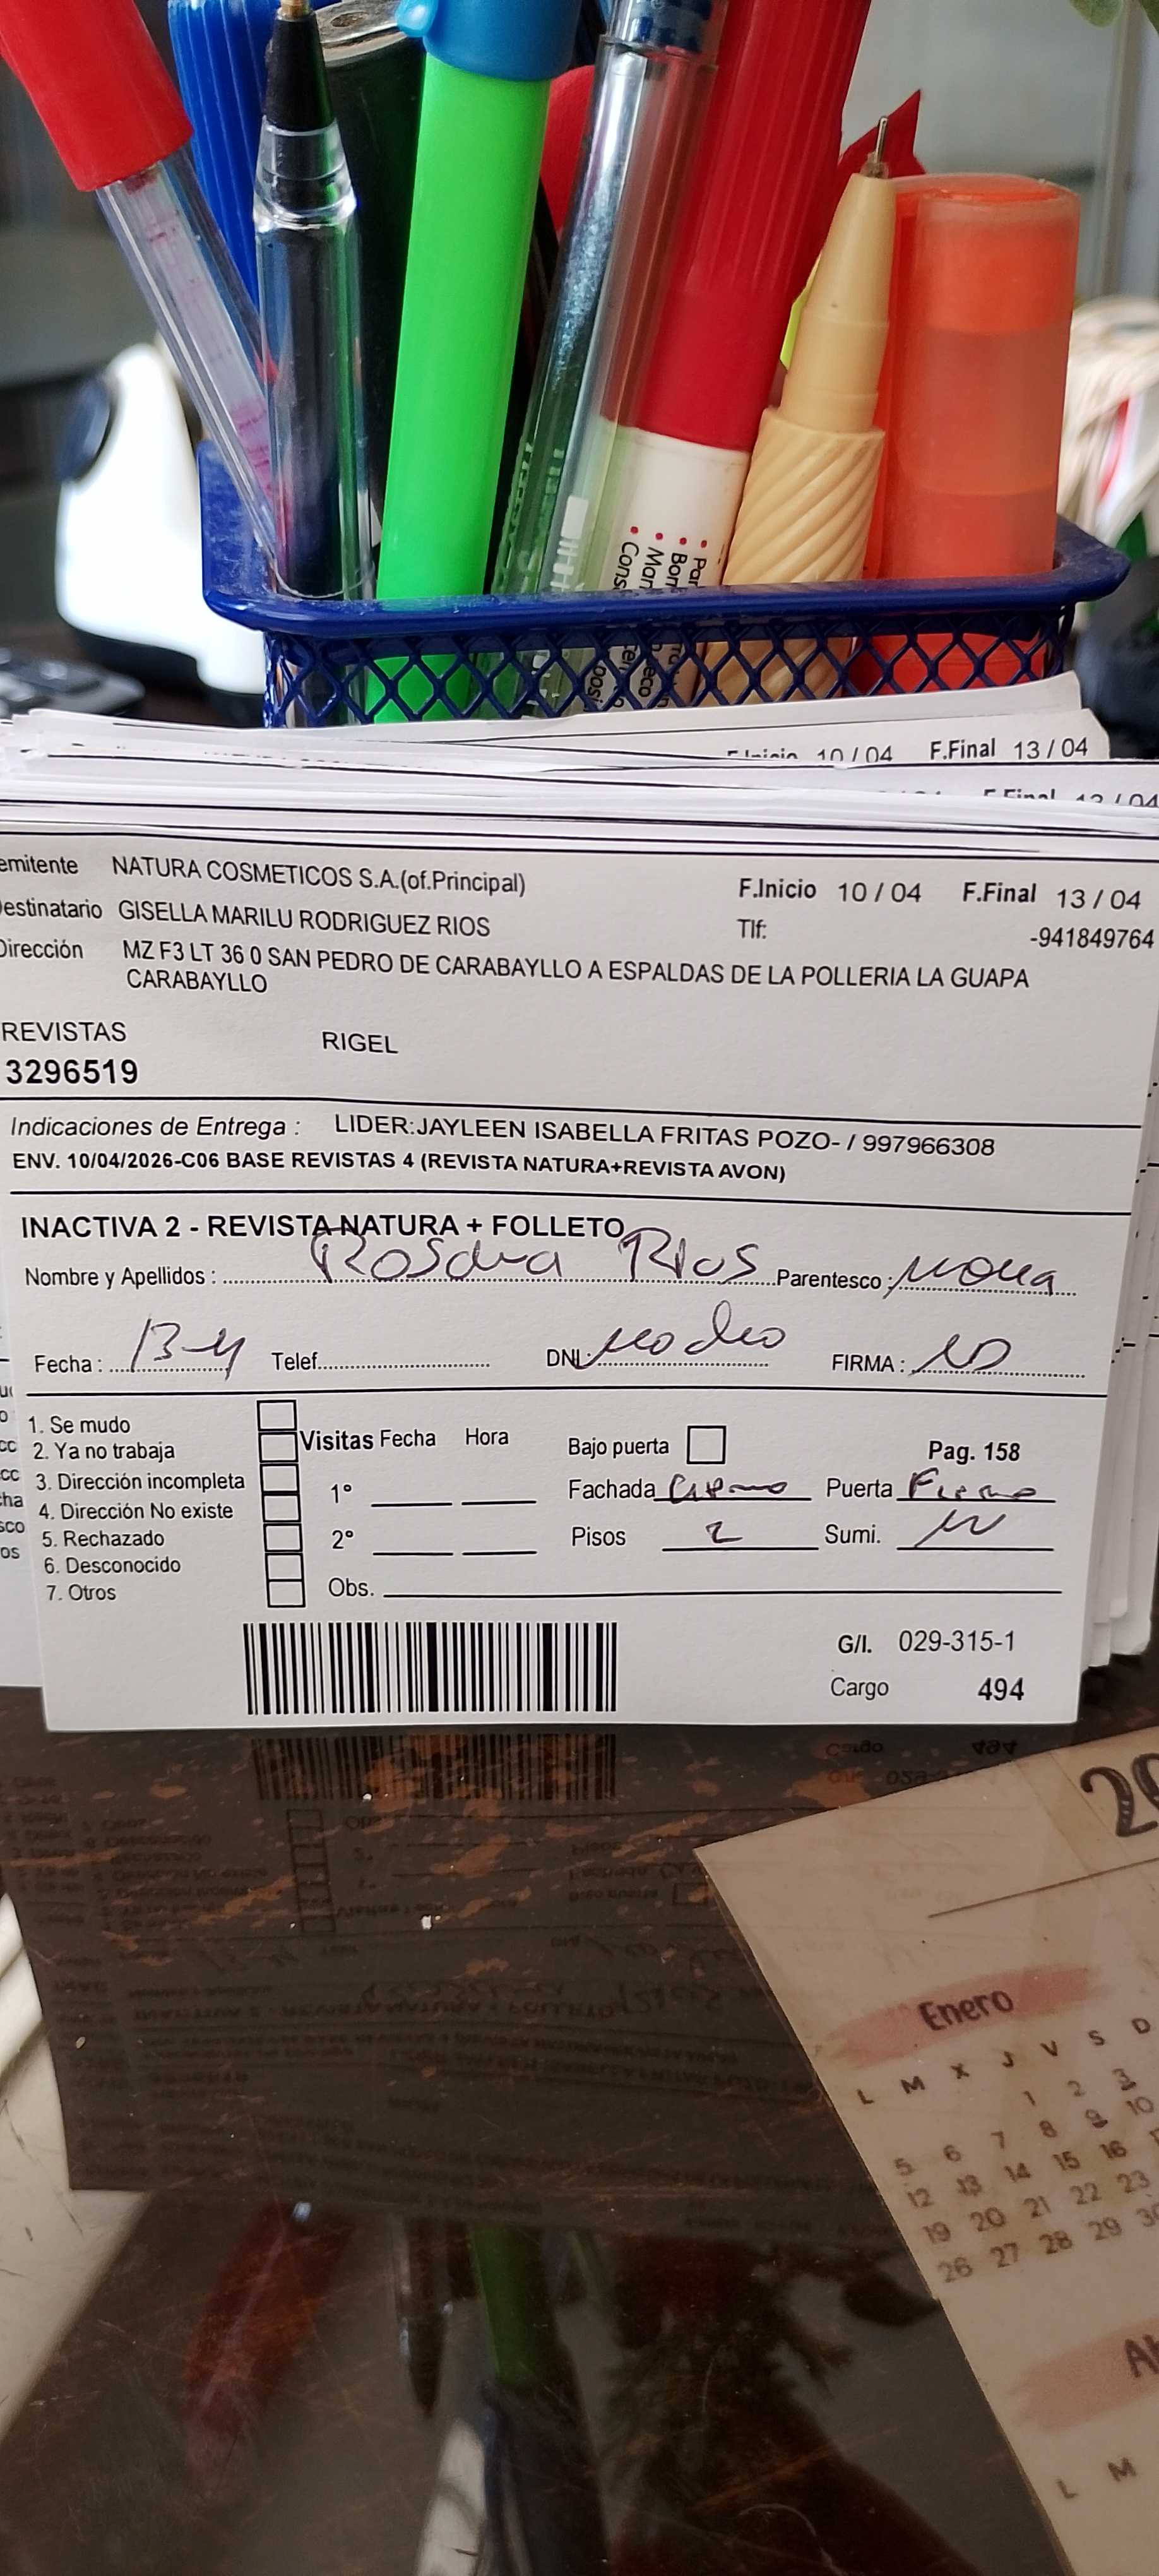 F.Inicio 10 / 04 F.Final 13 / 04
F.Final 13 / 04
emitente NATURA COSMETICOS S.A.(of.Principal) F.Inicio 10 / 04 F.Final 13 / 04
Destinatario GISELLA MARILU RODRIGUEZ RIOS Tlf: -941849764
Dirección MZ F3 LT 36 0 SAN PEDRO DE CARABAYLLO A ESPALDAS DE LA POLLERIA LA GUAPA
CARABAYLLO
REVISTAS RIGEL
3296519
Indicaciones de Entrega : LIDER:JAYLEEN ISABELLA FRITAS POZO- / 997966308
ENV. 10/04/2026-C06 BASE REVISTAS 4 (REVISTA NATURA+REVISTA AVON)
INACTIVA 2 - REVISTA NATURA + FOLLETO
Nombre y Apellidos : Rios Parentesco :
Fecha : 13-4 Telef. DNI: FIRMA :
1. Se mudo
2. Ya no trabaja
3. Dirección incompleta
4. Dirección No existe
5. Rechazado
6. Desconocido
7. Otros
Visitas Fecha Hora
1°
2°
Obs.
Bajo puerta Pag. 158
Fachada Puerta
Pisos 2 Sumi.
G/I. 029-315-1
Cargo 494
Enero
L M X J V S D
1 2 3
5 6 7 8 9 10
12 13 14 15 16
19 20 21 22 23
26 27 28 29 30
L M